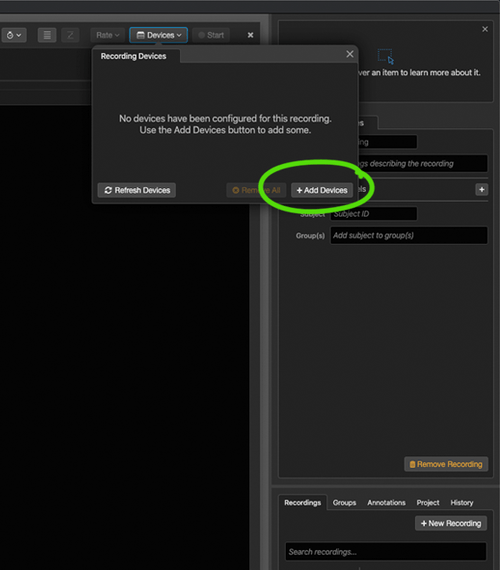 Rate
Devices
Start
Recording Devices
No devices have been configured for this recording.
Use the Add Devices button to add some.
Refresh Devices
Remove All
+ Add Devices
er an item to learn more about it.
gs describing the recording
+
Subject
Subject ID
Group(s)
Add subject to group(s)
Remove Recording
Recordings Groups Annotations Project History
+ New Recording
Search recordings...